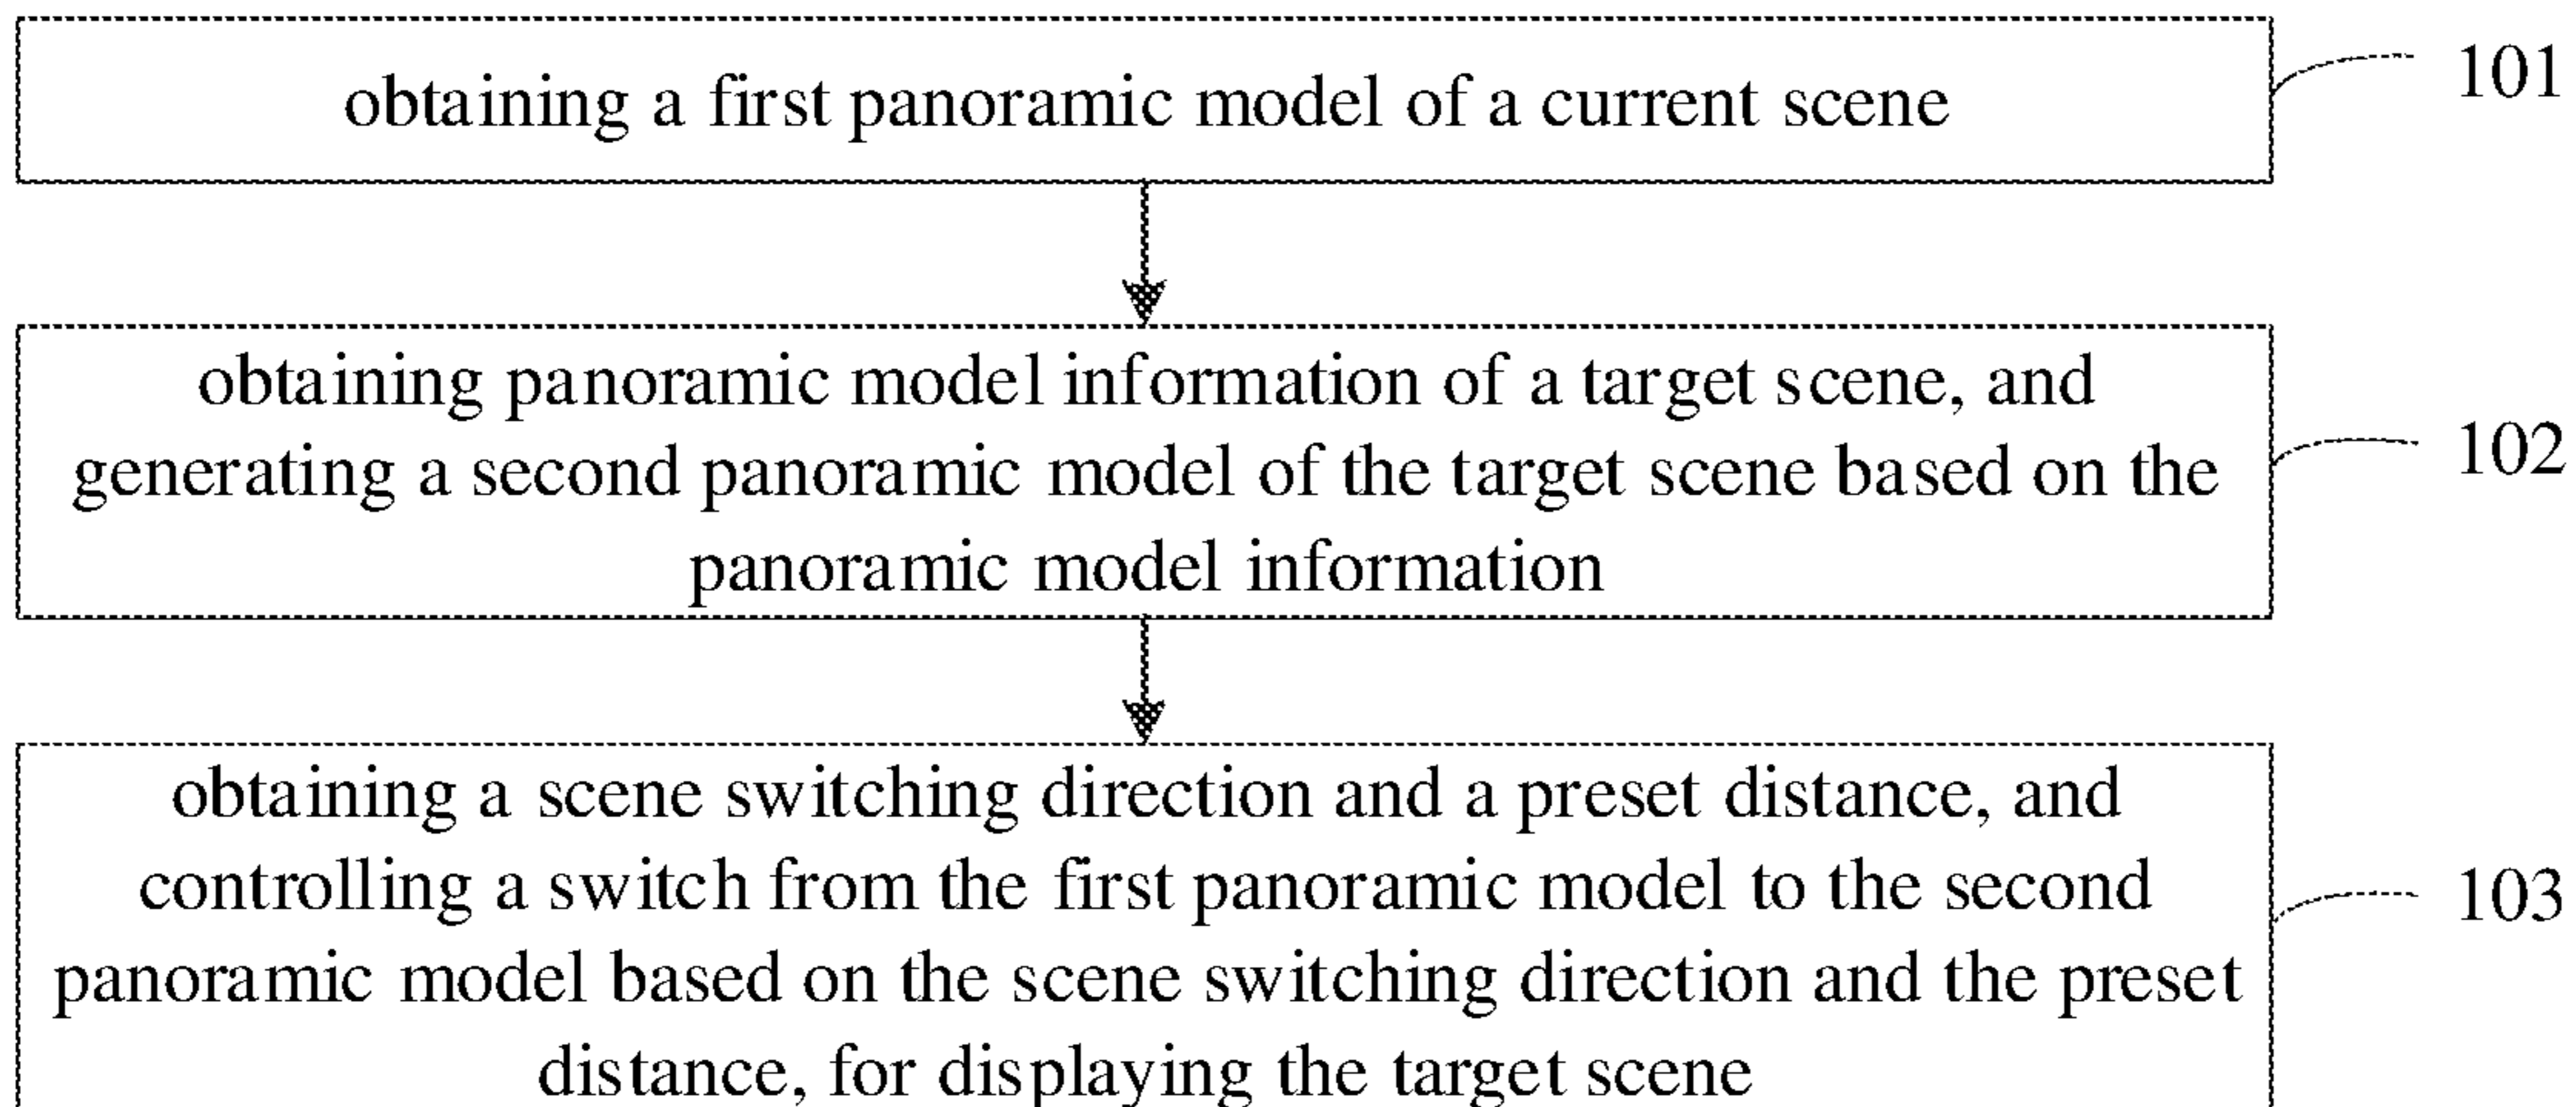 obtaining a first panoramic model of a current scene
101
obtaining panoramic model information of a target scene, and
generating a second panoramic model of the target scene based on the
panoramic model information
102
obtaining a scene switching direction and a preset distance, and
controlling a switch from the first panoramic model to the second
panoramic model based on the scene switching direction and the preset
distance, for displaying the target scene
103